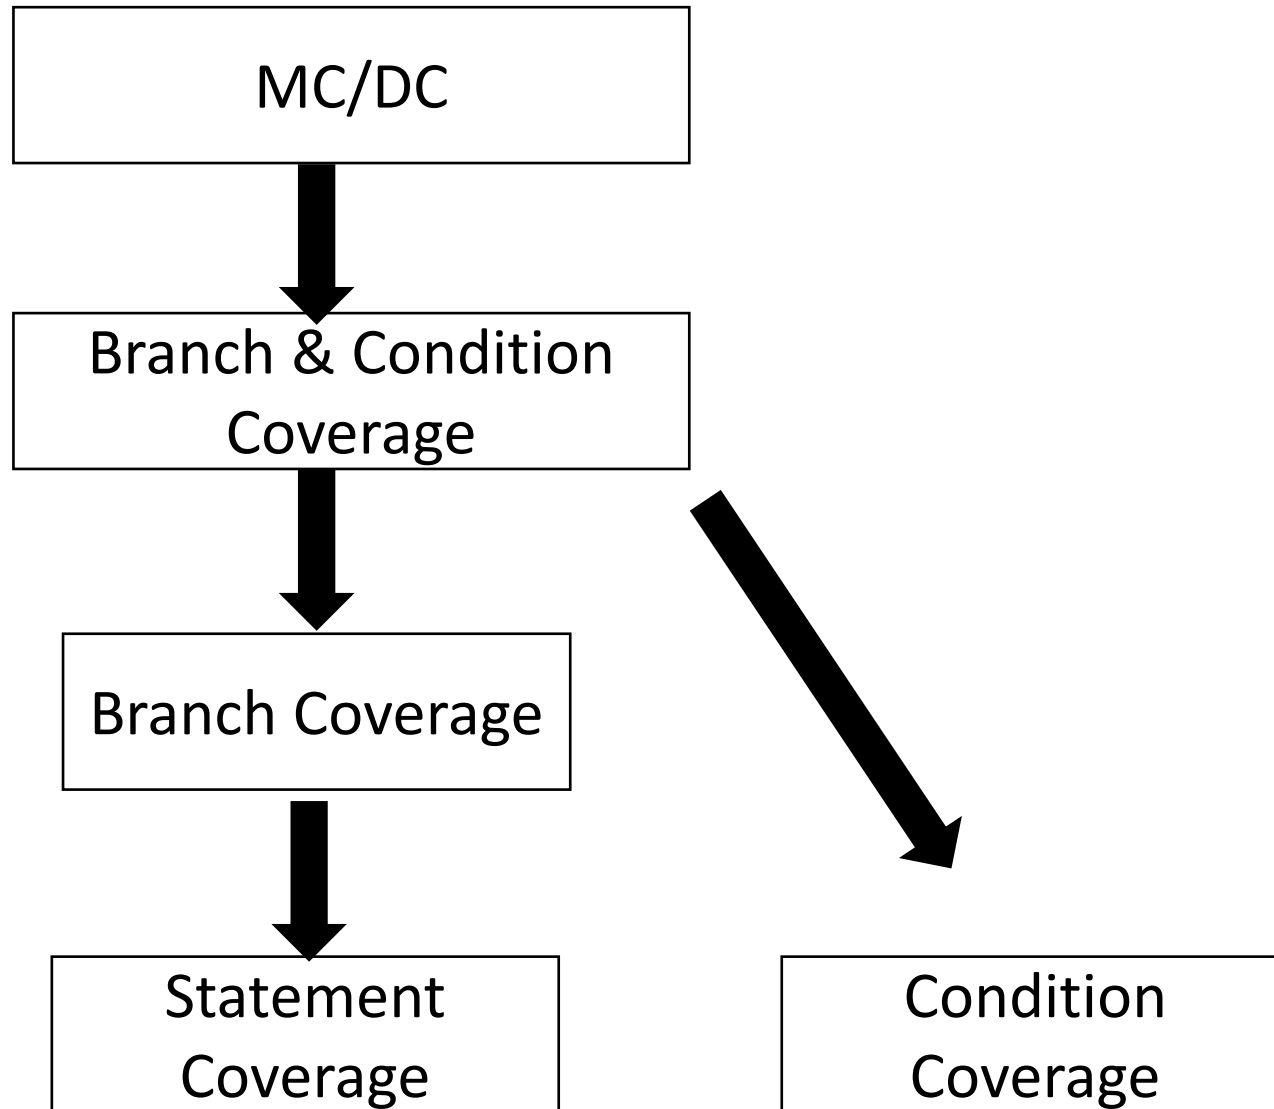 MC/DC
Branch & Condition
Coverage
Branch Coverage
Statement
Coverage
Condition
Coverage